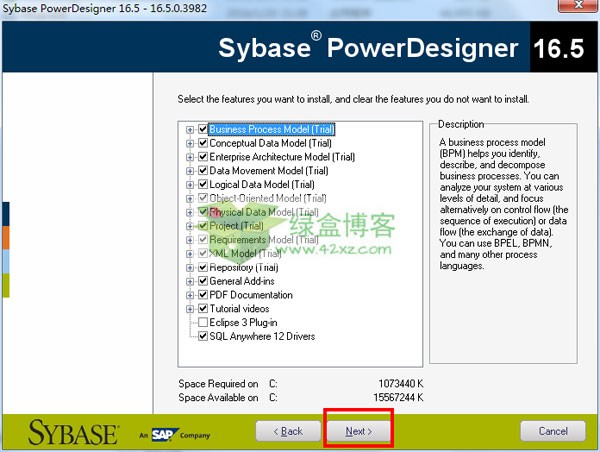 Sybase PowerDesigner 16.5 - 16.5.0.3982
Sybase® PowerDesigner 16.5
Select the features you want to install, and clear the features you do not want to install.
Business Process Model (Trial)
Conceptual Data Model (Trial)
Enterprise Architecture Model (Trial)
Data Movement Model (Trial)
Logical Data Model (Trial)
Object-Oriented Model (Trial)
Physical Data Model (Trial)
Project (Trial)
Requirements Model (Trial)
XML Model (Trial)
Repository (Trial)
General Add-ins
PDF Documentation
Tutorial videos
Eclipse 3 Plug-in
SQL Anywhere 12 Drivers
绿盒博客
www.42xz.com
Description
A business process model
(BPM) helps you identify,
describe, and decompose
business processes. You can
analyze your system at various
levels of detail, and focus
alternatively on control flow (the
sequence of execution) or data
flow (the exchange of data).
You can use BPEL, BPMN,
and many other process
languages.
Space Required on C: 1073440 K
Space Available on C: 15567244 K
SYBASE® An SAP Company
< Back
Next >
Cancel